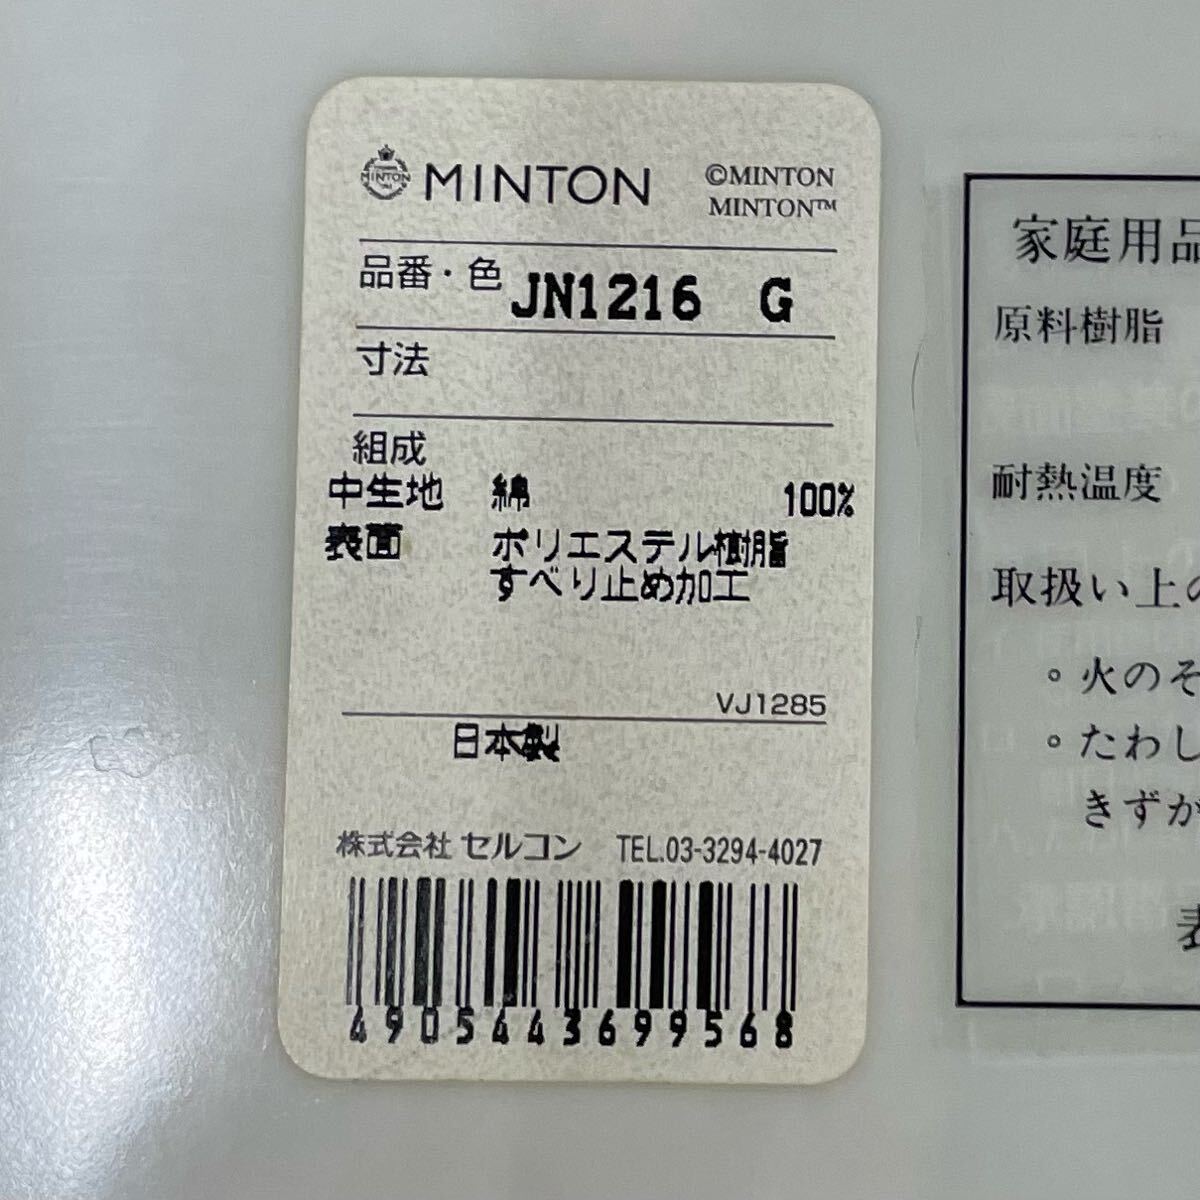 MINTON
MINTON
©MINTON
MINTON™
品番・色 JN1216 G
寸法
組成
中生地 綿 100%
表面 ポリエステル樹脂
すべり止め加工
VJ1285
日本製
株式会社 セルコン TEL.03-3294-4027
4905443699568
家庭用品
原料樹脂
耐熱温度
取扱い上の
。火のそ
。たわし
きずが
表